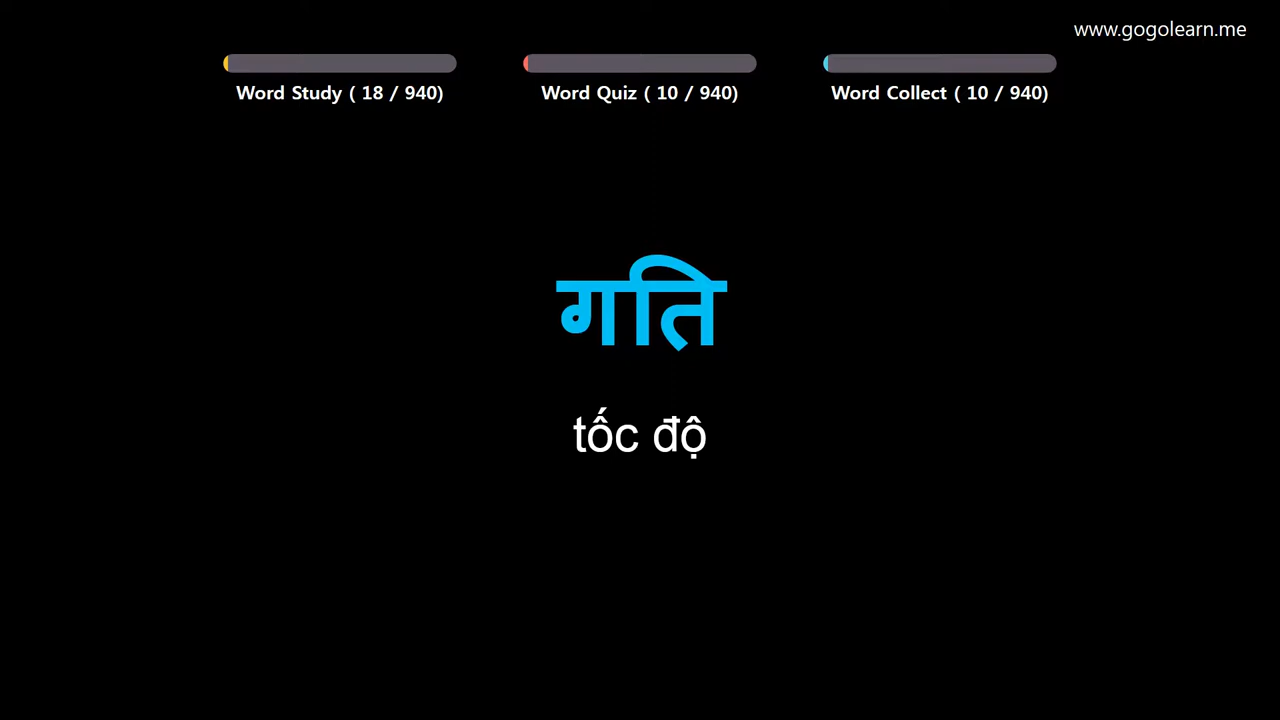 www.gogolearn.me
Word Study ( 18 / 940)
Word Quiz ( 10 / 940)
Word Collect ( 10 / 940)
गति
tốc độ